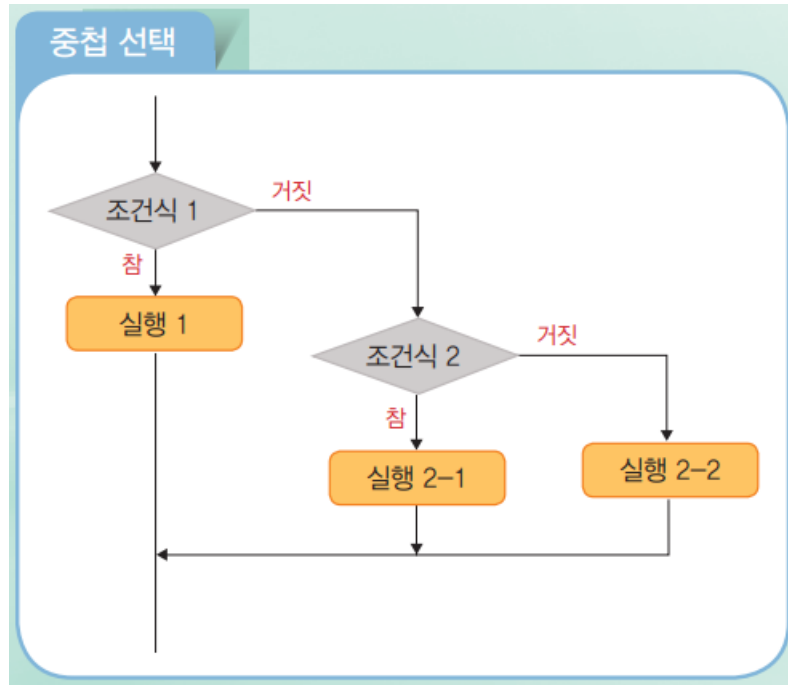 중첩 선택
조건식 1
거짓
참
실행 1
조건식 2
거짓
참
실행 2-1
실행 2-2